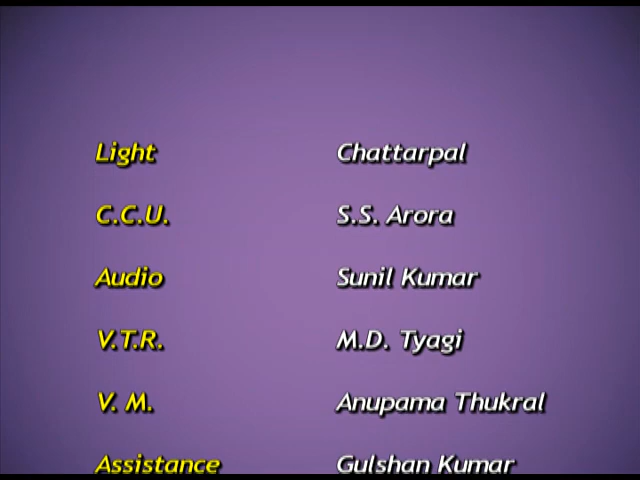 Light Chattarpal
C.C.U. S.S. Arora
Audio Sunil Kumar
V.T.R. M.D. Tyagi
V. M. Anupama Thukral
Assistance Gulshan Kumar